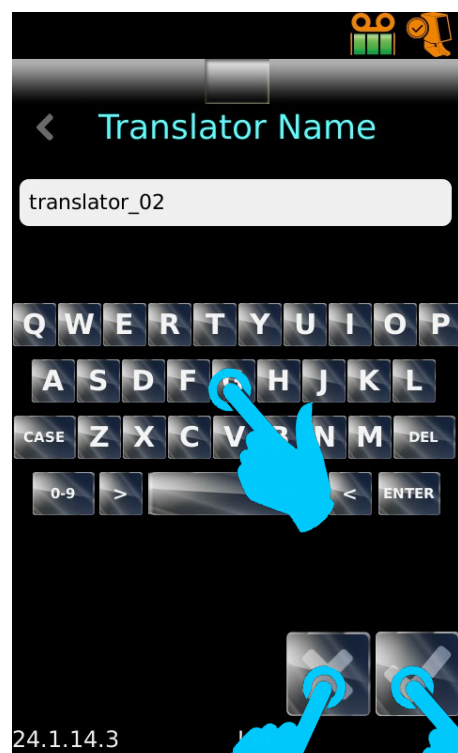 Translator Name
translator_02
Q W E R T Y U I O P
A S D F G H J K L
CASE Z X C V B N M DEL
0-9 > < ENTER
24.1.14.3